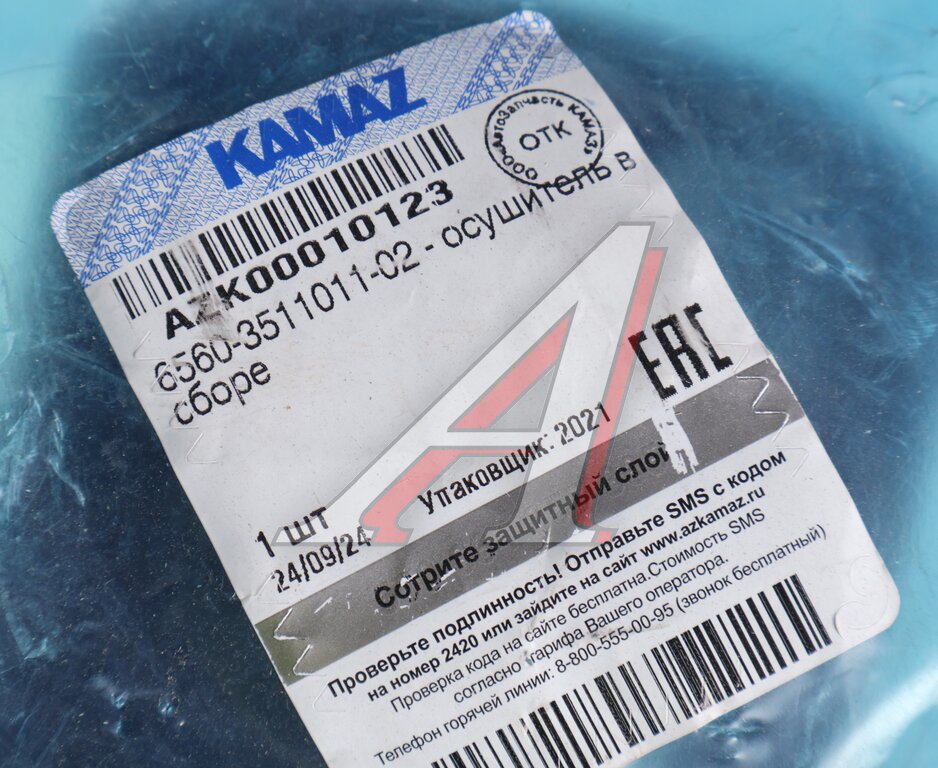 KAMAZ
ООО «АвтоЗапчасть КАМАЗ»
ОТК
AZK00010123
6560-3511011-02 - осушитель в
сборе
EAC
Упаковщик: 2021
1 шт
24/09/24
Сотрите защитный слой
Проверьте подлинность! Отправьте SMS с кодом
на номер 2420 или зайдите на сайт www.azkamaz.ru
Проверка кода на сайте бесплатна.Стоимость SMS
согласно тарифа Вашего оператора.
Телефон горячей линии: 8-800-555-00-95 (звонок бесплатный)